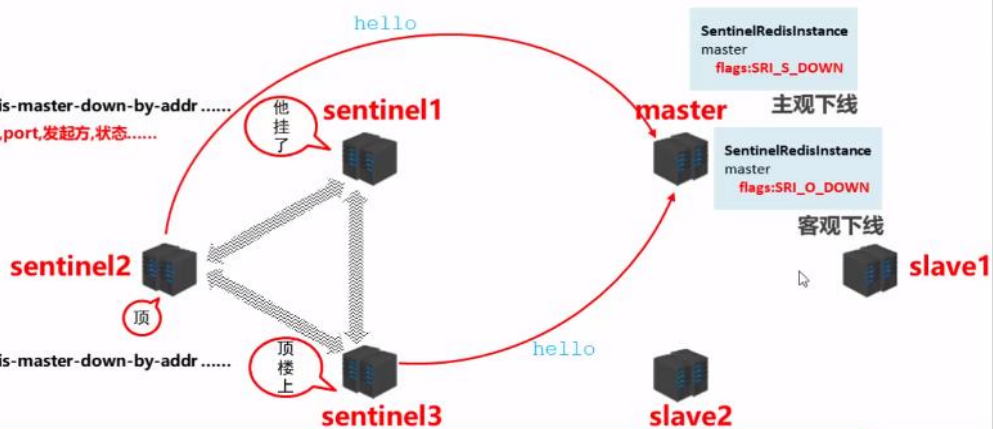 hello
SentinelRedisInstance
master
flags:SRI_S_DOWN
主观下线
is-master-down-by-addr ......
,port,发起方,状态......
他
挂
了
sentinel1
master
SentinelRedisInstance
master
flags:SRI_O_DOWN
客观下线
sentinel2
slave1
顶
is-master-down-by-addr ......
顶
楼
上
hello
sentinel3
slave2